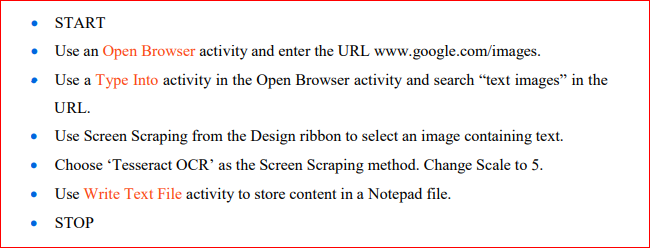 START
Use an Open Browser activity and enter the URL www.google.com/images.
Use a Type Into activity in the Open Browser activity and search “text images” in the
URL.
Use Screen Scraping from the Design ribbon to select an image containing text.
Choose ‘Tesseract OCR’ as the Screen Scraping method. Change Scale to 5.
Use Write Text File activity to store content in a Notepad file.
STOP